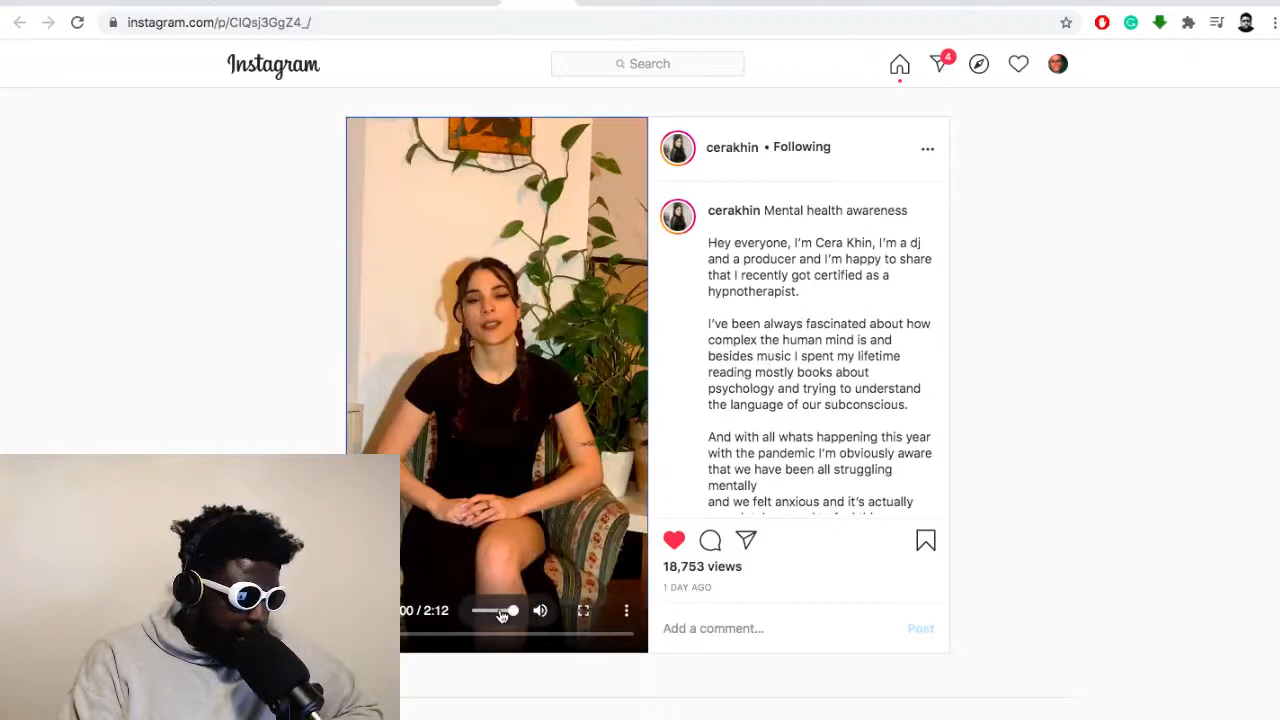 instagram.com/p/CIQsj3GgZ4_/
Instagram
Search
4
cerakhin • Following
cerakhin Mental health awareness
Hey everyone, I’m Cera Khin, I’m a dj
and a producer and I’m happy to share
that I recently got certified as a
hypnotherapist.
I’ve been always fascinated about how
complex the human mind is and
besides music I spent my lifetime
reading mostly books about
psychology and trying to understand
the language of our subconscious.
And with all whats happening this year
with the pandemic I’m obviously aware
that we have been all struggling
mentally
and we felt anxious and it’s actually
00 / 2:12
18,753 views
1 DAY AGO
Add a comment...
Post